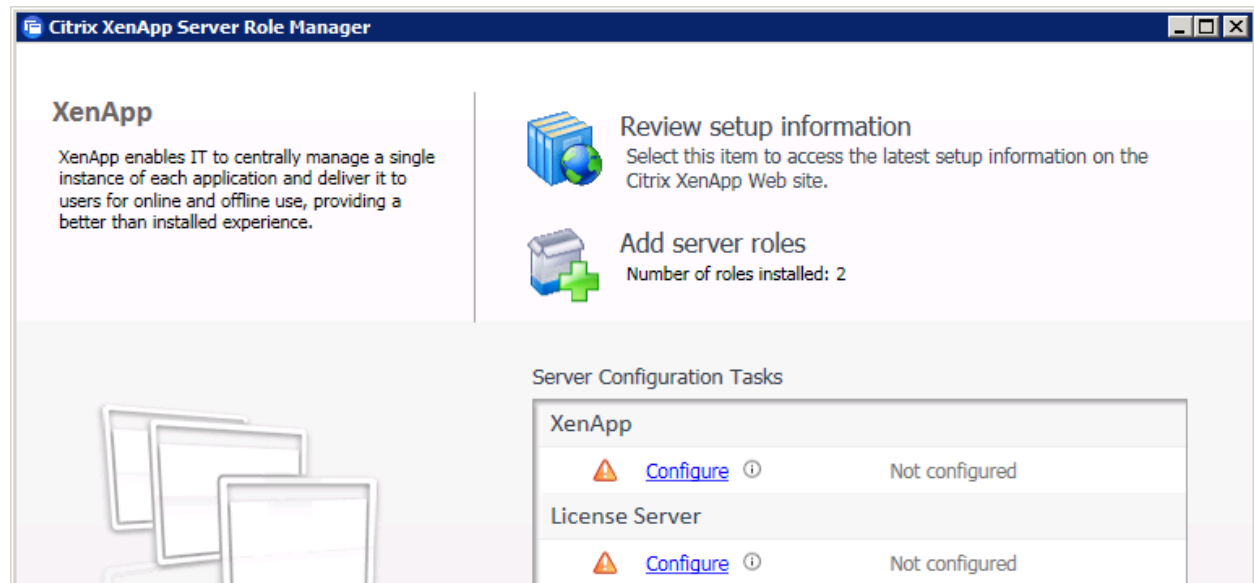 Citrix XenApp Server Role Manager
XenApp
XenApp enables IT to centrally manage a single
instance of each application and deliver it to
users for online and offline use, providing a
better than installed experience.
Review setup information
Select this item to access the latest setup information on the
Citrix XenApp Web site.
Add server roles
Number of roles installed: 2
Server Configuration Tasks
XenApp
Configure Not configured
License Server
Configure Not configured